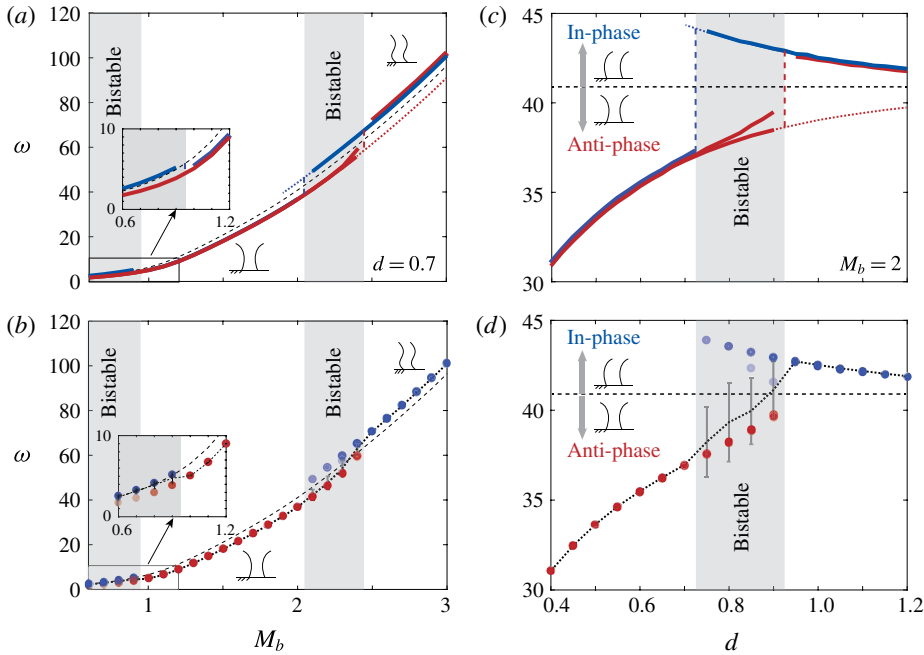 (a)
120
100
80
60
40
20
0
ω
Bistable
Bistable
10
0
0.6
1.2
d = 0.7
(c)
45
40
35
30
In-phase
Anti-phase
Bistable
M_b = 2
(b)
120
100
80
60
40
20
0
ω
Bistable
Bistable
10
0
0.6
1.2
1
2
3
M_b
(d)
45
40
35
30
In-phase
Anti-phase
Bistable
0.4
0.6
0.8
1.0
1.2
d